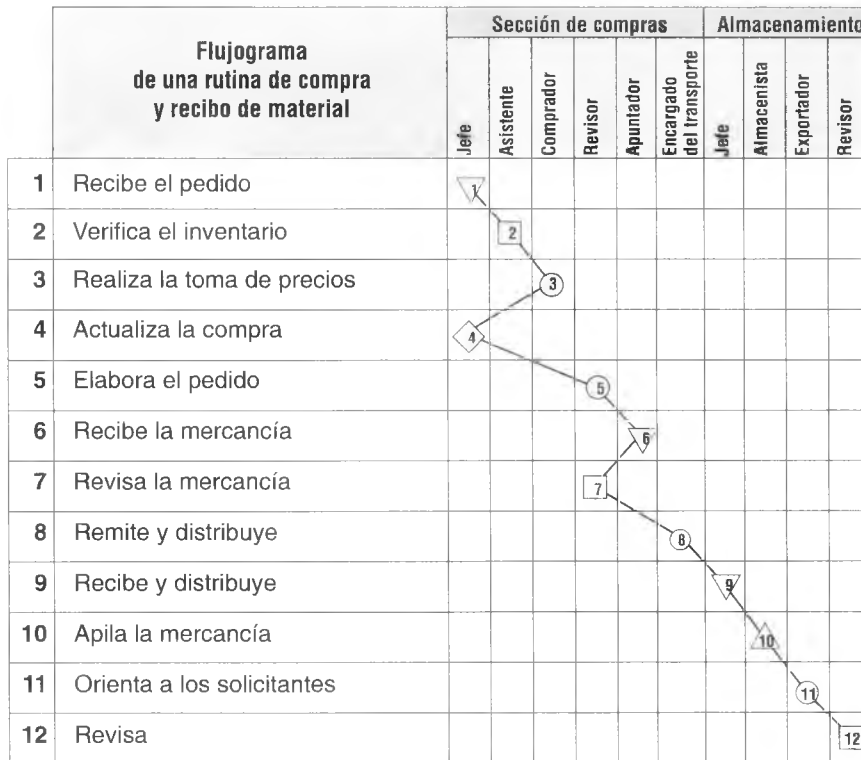 Flujograma
de una rutina de compra
y recibo de material
Sección de compras
Almacenamiento
Jefe
Asistente
Comprador
Revisor
Apuntador
Encargado
del transporte
Jefe
Almacenista
Exportador
Revisor
1 Recibe el pedido 1
2 Verifica el inventario 2
3 Realiza la toma de precios 3
4 Actualiza la compra 4
5 Elabora el pedido 5
6 Recibe la mercancía 6
7 Revisa la mercancía 7
8 Remite y distribuye 8
9 Recibe y distribuye 9
10 Apila la mercancía 10
11 Orienta a los solicitantes 11
12 Revisa 12